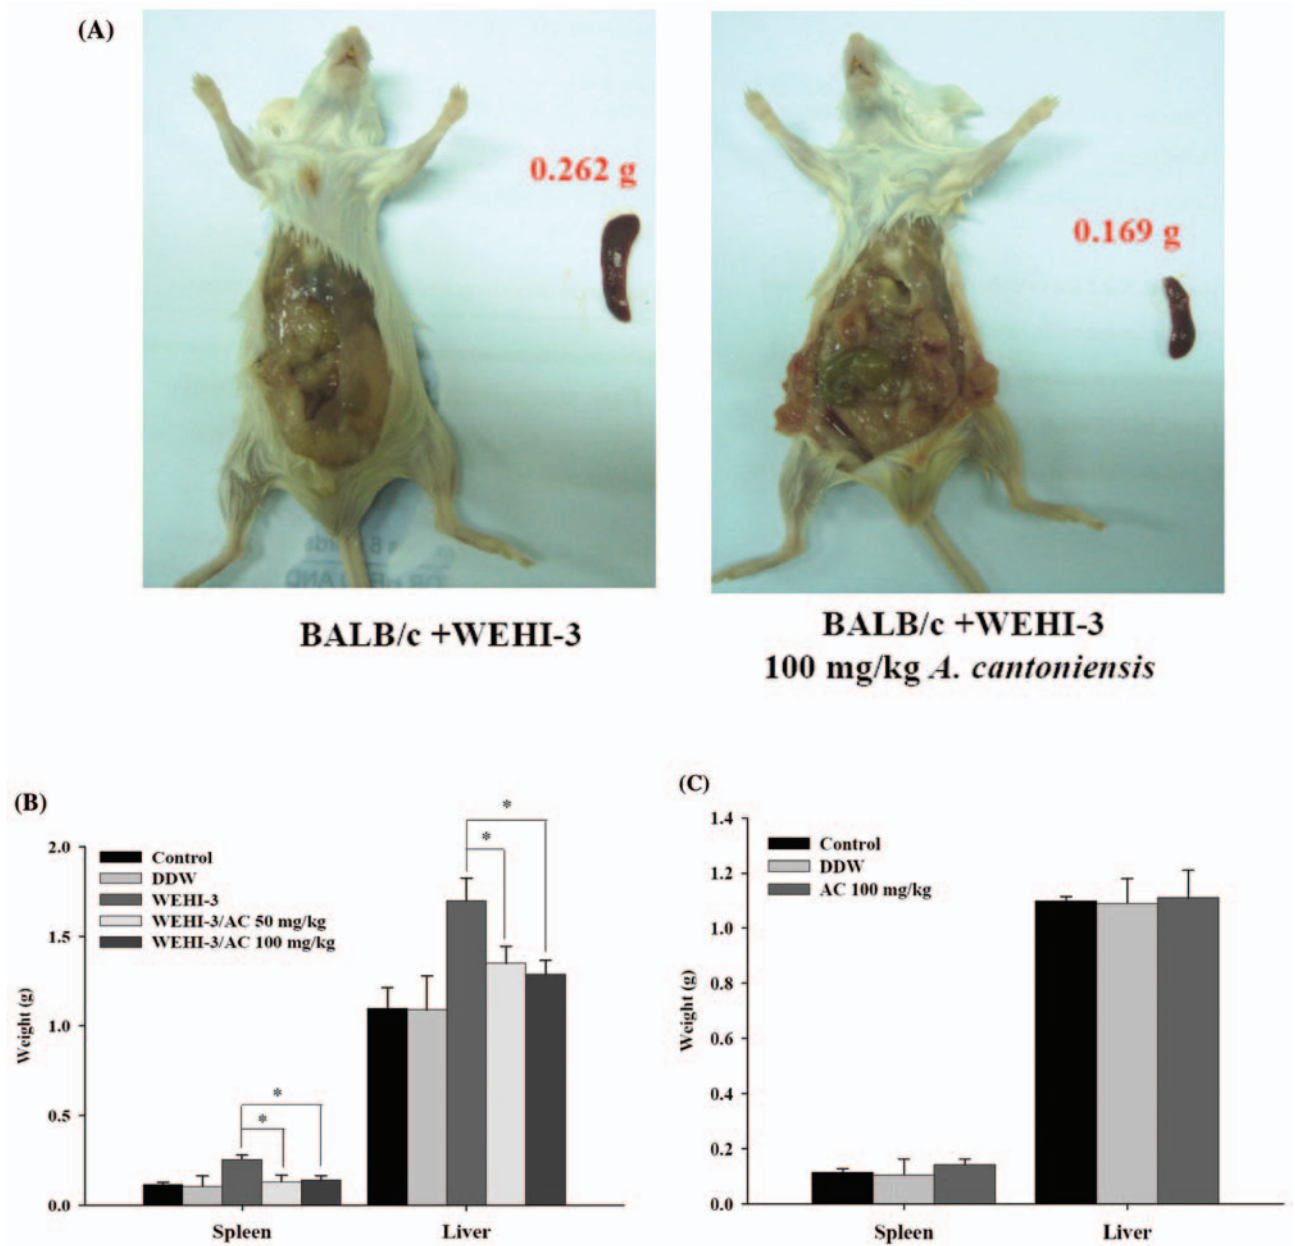 (A)
0.262 g
0.169 g
BALB/c +WEHI-3
BALB/c +WEHI-3
100 mg/kg A. cantoniensis
(B)
Control
DDW
WEHI-3
WEHI-3/AC 50 mg/kg
WEHI-3/AC 100 mg/kg
Weight (g)
2.0
1.5
1.0
0.5
0.0
*
*
*
*
Spleen
Liver
(C)
Control
DDW
AC 100 mg/kg
Weight (g)
1.4
1.2
1.0
0.8
0.6
0.4
0.2
0.0
Spleen
Liver